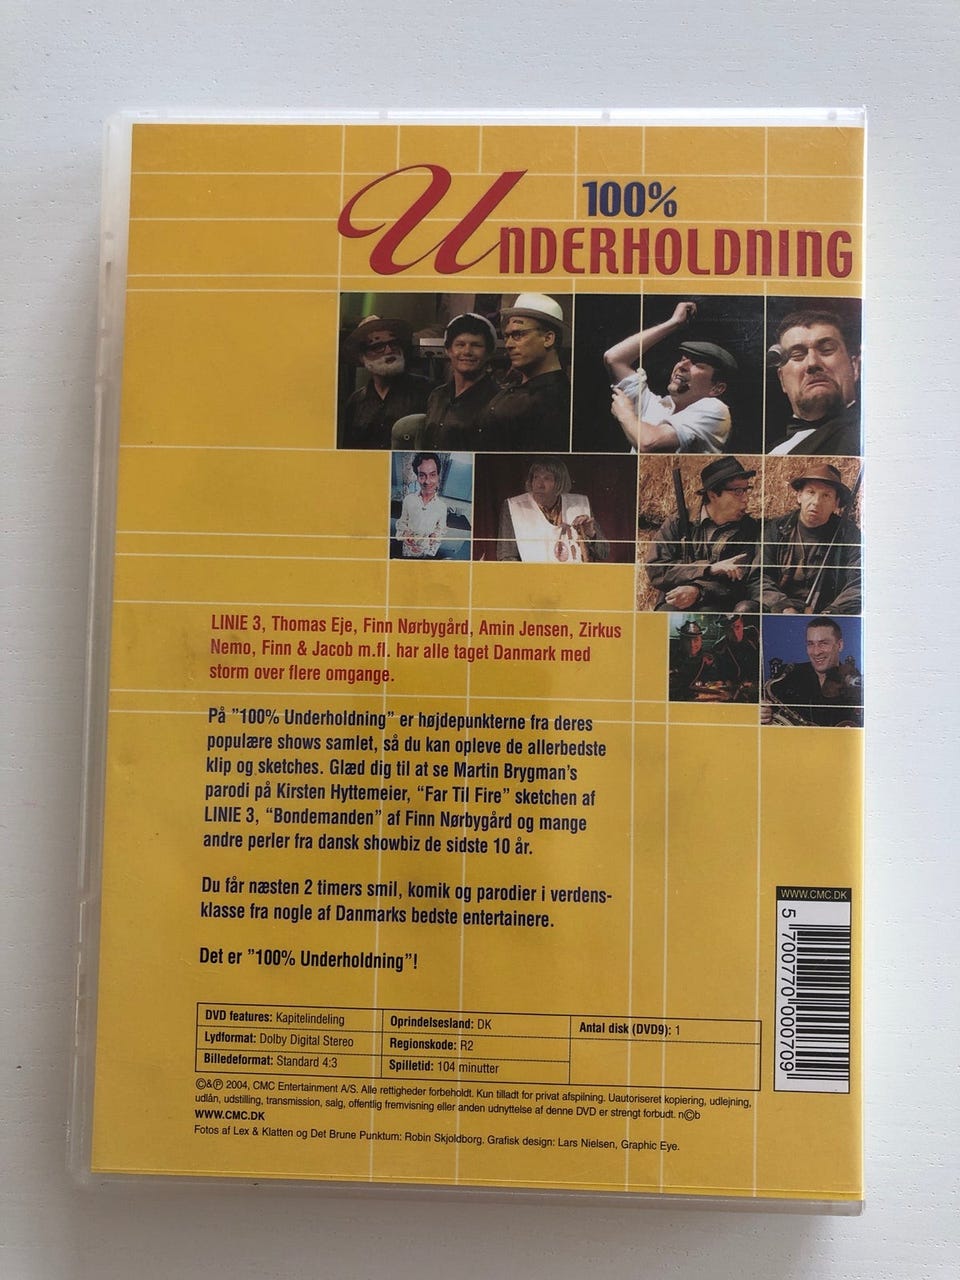 100%
UNDERHOLDNING
LINIE 3, Thomas Eje, Finn Nørbygård, Amin Jensen, Zirkus
Nemo, Finn & Jacob m.fl. har alle taget Danmark med
storm over flere omgange.
På ”100% Underholdning” er højdepunkterne fra deres
populære shows samlet, så du kan opleve de allerbedste
klip og sketches. Glæd dig til at se Martin Brygman’s
parodi på Kirsten Hyttemeier, “Far Til Fire” sketchen af
LINIE 3, “Bondemanden” af Finn Nørbygård og mange
andre perler fra dansk showbiz de sidste 10 år.
Du får næsten 2 timers smil, komik og parodier i verdens-
klasse fra nogle af Danmarks bedste entertainere.
Det er ”100% Underholdning”!
WWW.CMC.DK
5 700770 000709
DVD features: Kapitelindeling
Lydformat: Dolby Digital Stereo
Billedeformat: Standard 4:3
Oprindelsesland: DK
Regionskode: R2
Spilletid: 104 minutter
Antal disk (DVD9): 1
©&℗ 2004, CMC Entertainment A/S. Alle rettigheder forbeholdt. Kun tilladt for privat afspilning. Uautoriseret kopiering, udlejning,
udlån, udstilling, transmission, salg, offentlig fremvisning eller anden udnyttelse af denne DVD er strengt forbudt. n©b
WWW.CMC.DK
Fotos af Lex & Klatten og Det Brune Punktum: Robin Skjoldborg. Grafisk design: Lars Nielsen, Graphic Eye.